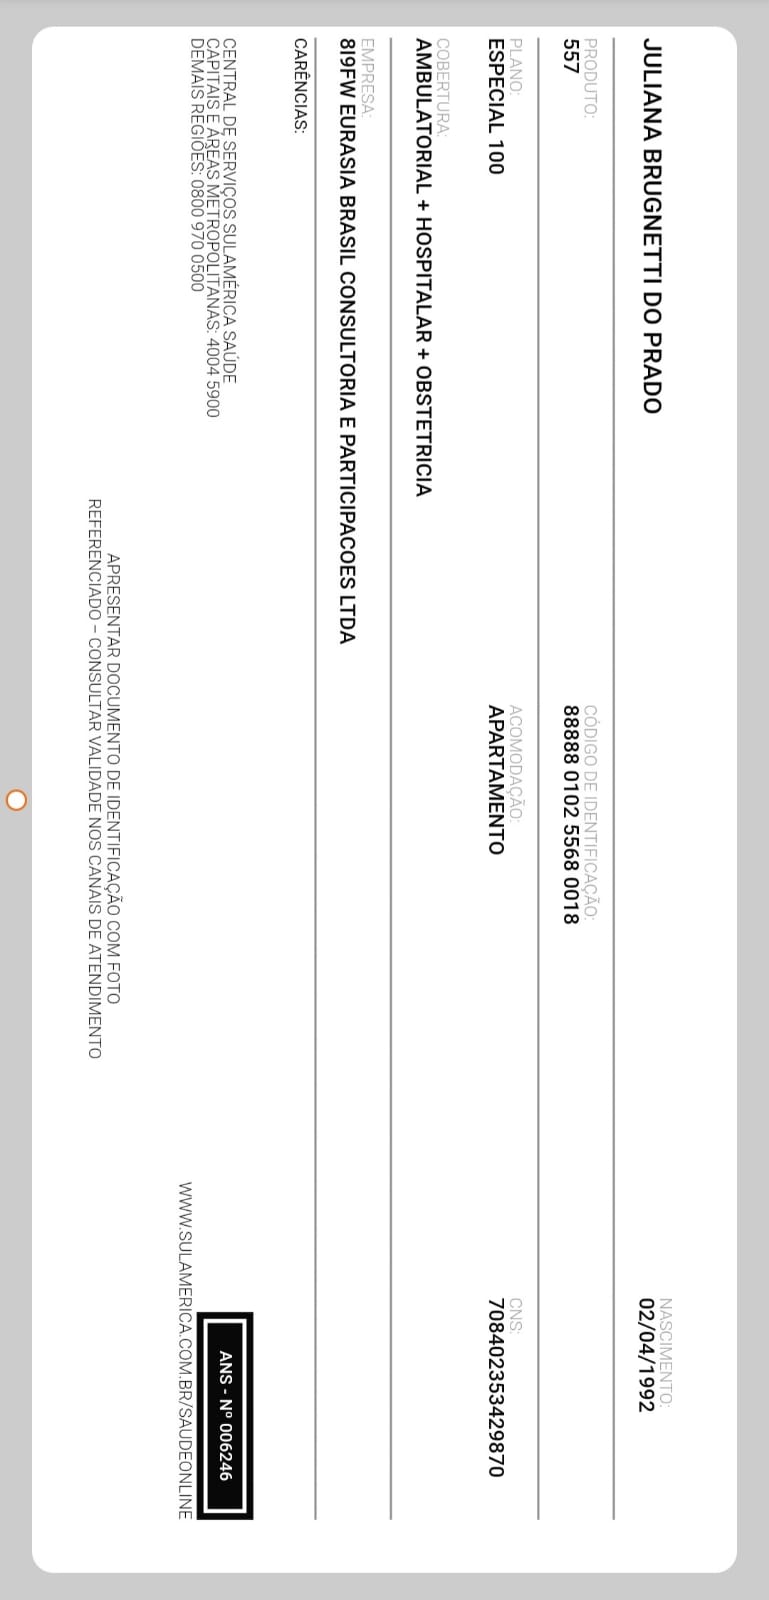 JULIANA BRUGNETTI DO PRADO
NASCIMENTO:
02/04/1992
PRODUTO:
557
CÓDIGO DE IDENTIFICAÇÃO:
88888 0102 5568 0018
PLANO:
ESPECIAL 100
ACOMODAÇÃO:
APARTAMENTO
CNS:
708402353429870
COBERTURA:
AMBULATORIAL + HOSPITALAR + OBSTETRICIA
EMPRESA:
8I9FW EURASIA BRASIL CONSULTORIA E PARTICIPACOES LTDA
CARÊNCIAS:
CENTRAL DE SERVIÇOS SULAMÉRICA SAÚDE
CAPITAIS E ÁREAS METROPOLITANAS: 4004 5900
DEMAIS REGIÕES: 0800 970 0500
ANS - Nº 006246
WWW.SULAMERICA.COM.BR/SAUDEONLINE
APRESENTAR DOCUMENTO DE IDENTIFICAÇÃO COM FOTO
REFERENCIADO – CONSULTAR VALIDADE NOS CANAIS DE ATENDIMENTO